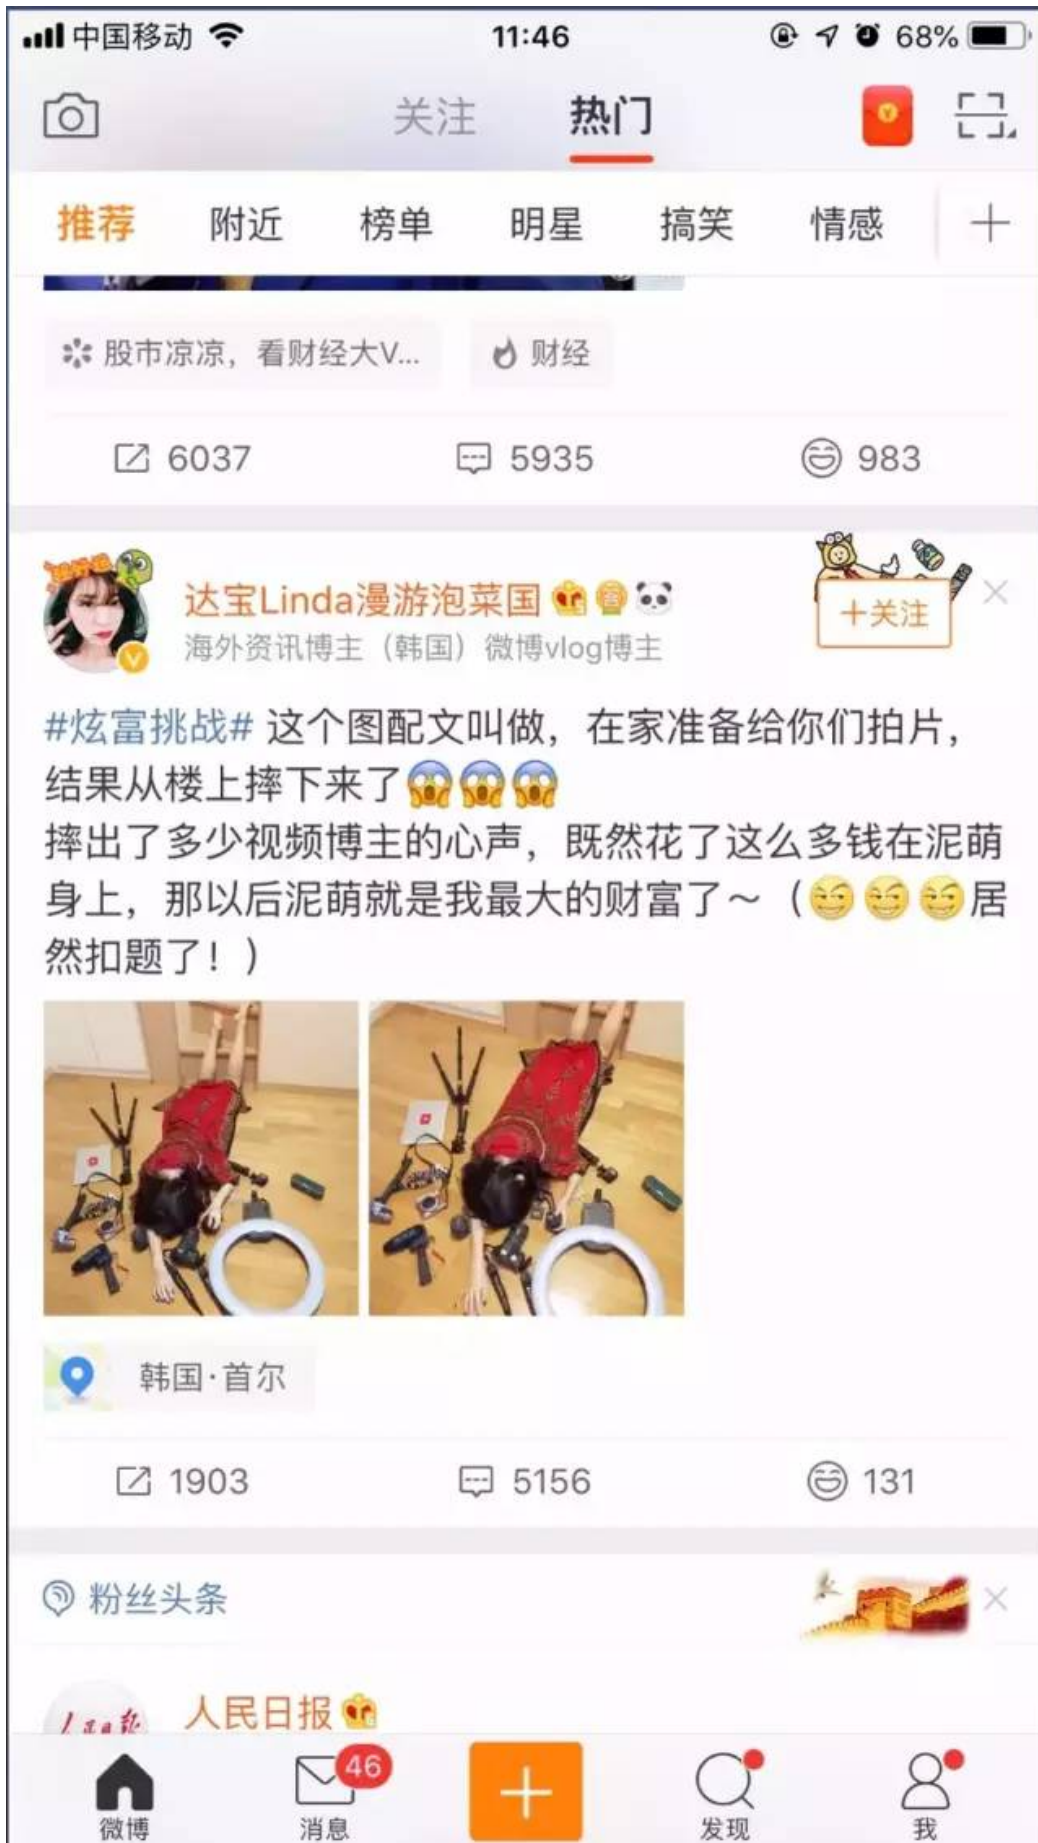 中国移动 11:46 68%
关注 热门
推荐 附近 榜单 明星 搞笑 情感
股市凉凉，看财经大V... 财经
6037 5935 983
达宝Linda漫游泡菜国
+关注
海外资讯博主（韩国）微博vlog博主
#炫富挑战# 这个图配文叫做，在家准备给你们拍片，
结果从楼上摔下来了
摔出了多少视频博主的心声，既然花了这么多钱在泥萌
身上，那以后泥萌就是我最大的财富了～（居
然扣题了！）
韩国·首尔
1903 5156 131
粉丝头条
人民日报
46
微博 消息 发现 我